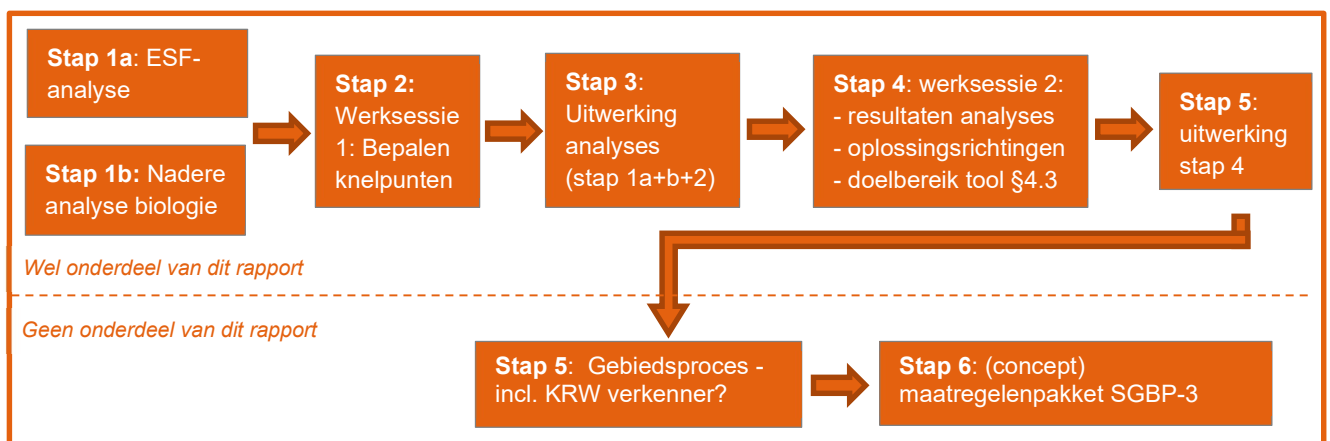 Stap 1a: ESF-
analyse
Stap 1b: Nadere
analyse biologie
Stap 2:
Werksessie
1: Bepalen
knelpunten
Stap 3:
Uitwerking
analyses
(stap 1a+b+2)
Stap 4: werksessie 2:
- resultaten analyses
- oplossingsrichtingen
- doelbereik tool §4.3
Stap 5:
uitwerking
stap 4
Wel onderdeel van dit rapport
Geen onderdeel van dit rapport
Stap 5:  Gebiedsproces -
incl. KRW verkenner?
Stap 6: (concept)
maatregelenpakket SGBP-3